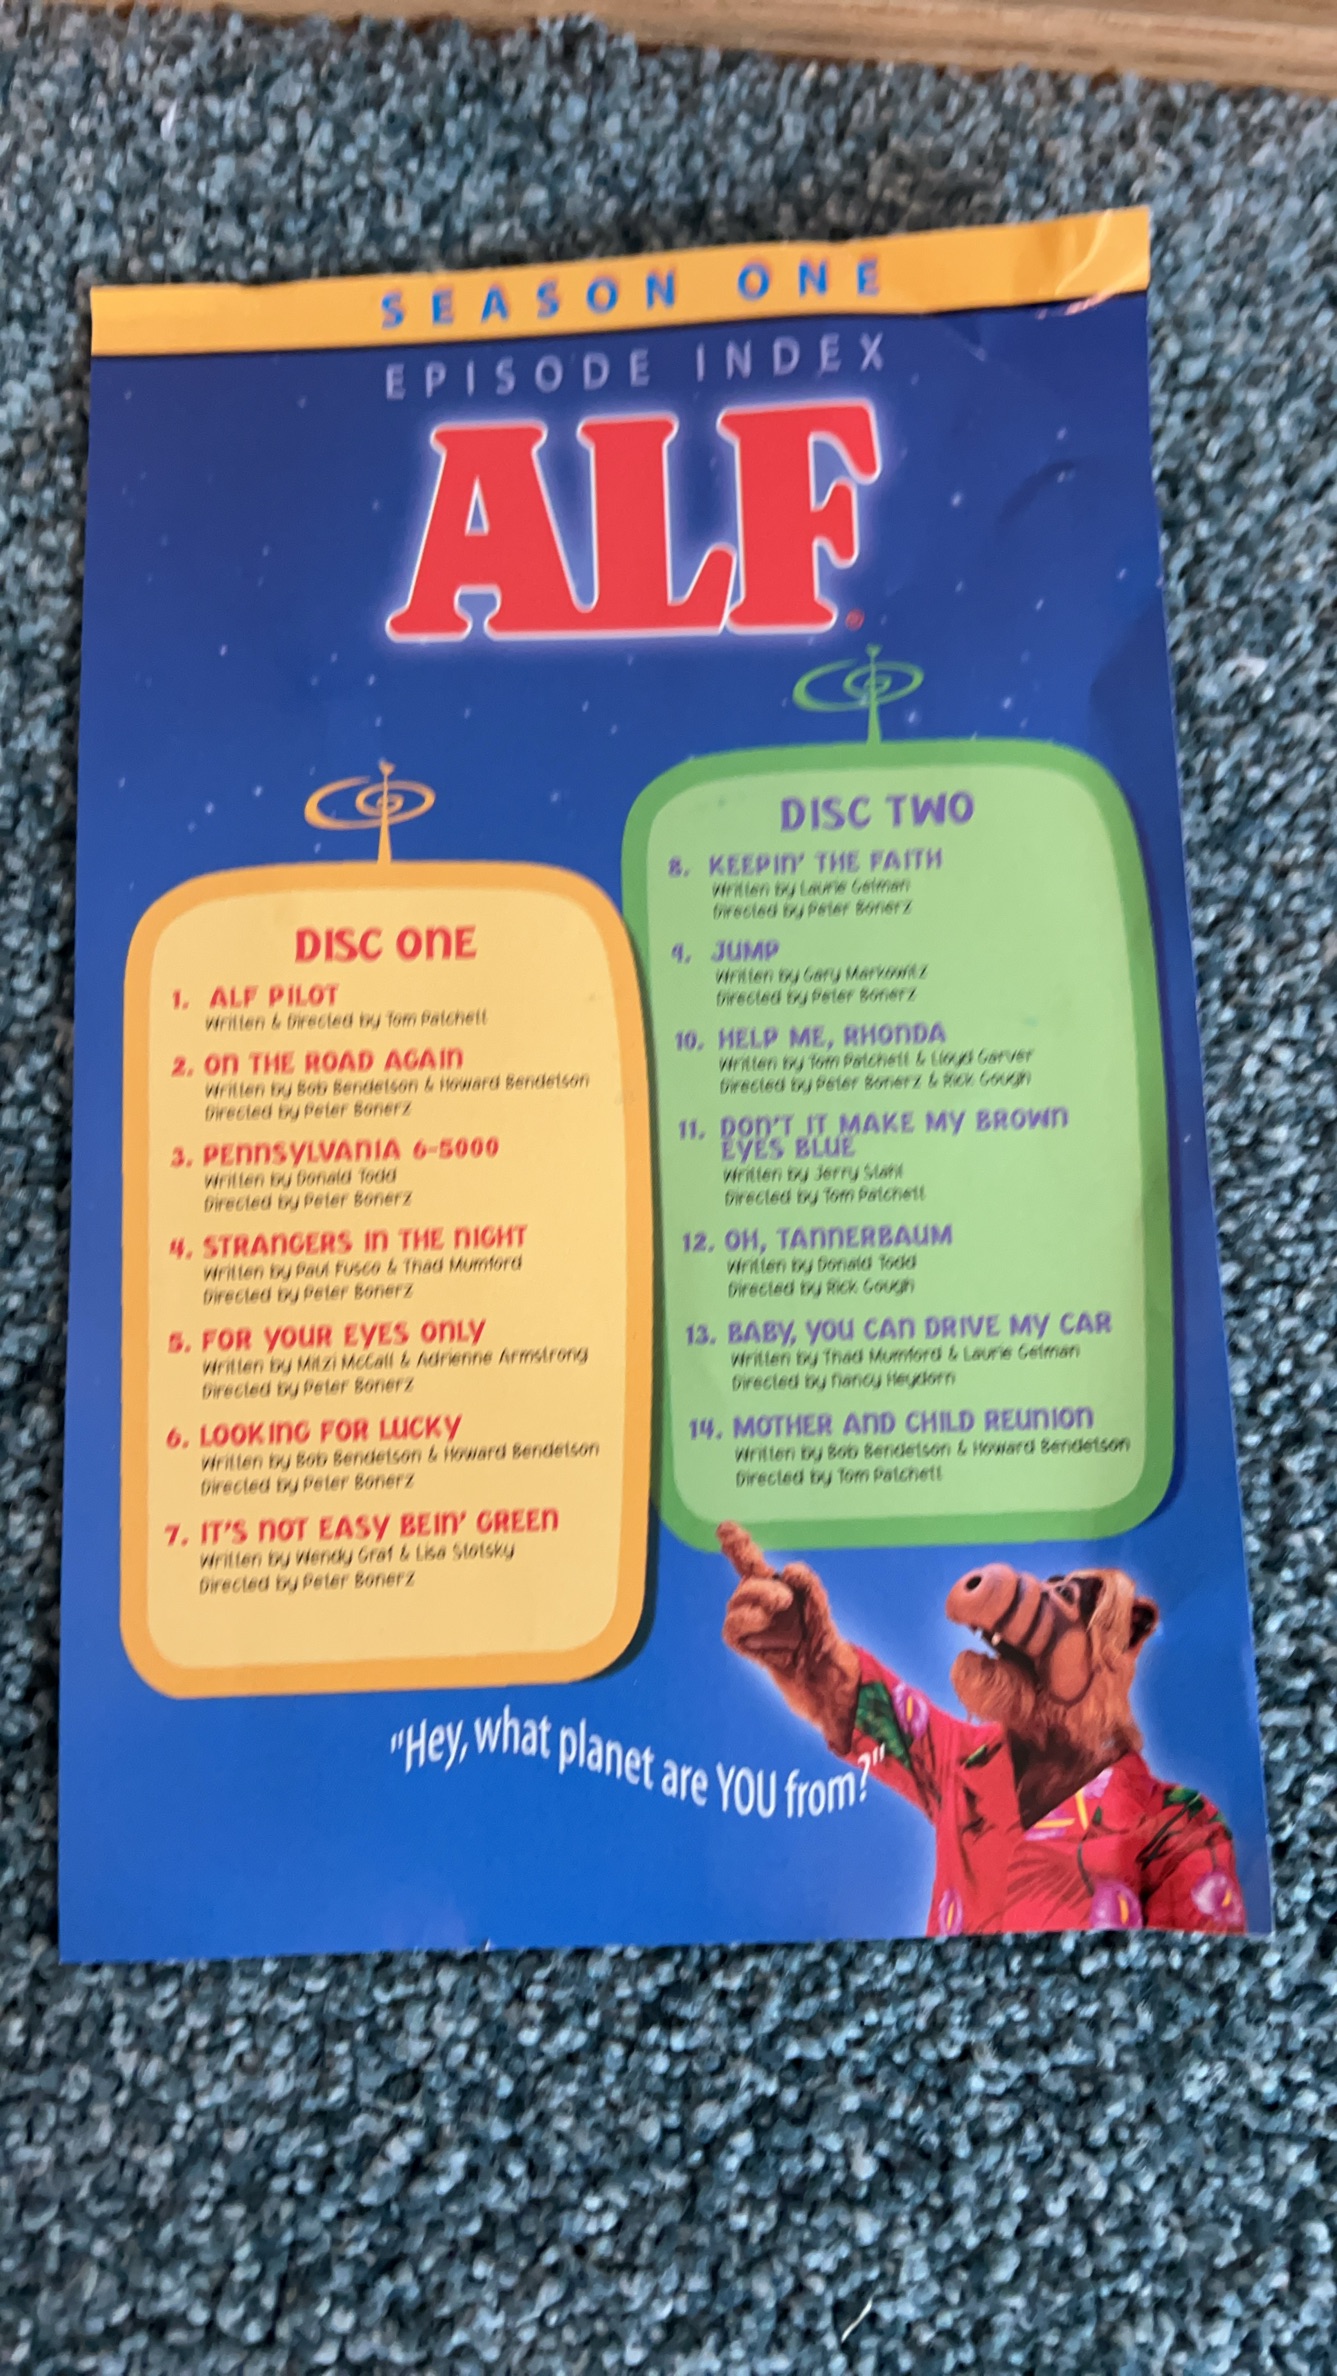 SEASON ONE
EPISODE INDEX
ALF®
DISC ONE
1. ALF PILOT
Written & Directed by Tom Patchett
2. ON THE ROAD AGAIN
Written by Bob Bendetson & Howard Bendetson
Directed by Peter Bonerz
3. PENNSYLVANIA 6-5000
Written by Donald Todd
Directed by Peter Bonerz
4. STRANGERS IN THE NIGHT
Written by Paul Fusco & Thad Mumford
Directed by Peter Bonerz
5. FOR YOUR EYES ONLY
Written by Mitzi McCall & Adrienne Armstrong
Directed by Peter Bonerz
6. LOOKING FOR LUCKY
Written by Bob Bendetson & Howard Bendetson
Directed by Peter Bonerz
7. IT'S NOT EASY BEIN' GREEN
Written by Wendy Graf & Lisa Stotsky
Directed by Peter Bonerz
DISC TWO
8. KEEPIN' THE FAITH
Written by Laurie Gelman
Directed by Peter Bonerz
9. JUMP
Written by Gary Markowitz
Directed by Peter Bonerz
10. HELP ME, RHONDA
Written by Tom Patchett & Lloyd Garver
Directed by Peter Bonerz & Rick Gough
11. DON'T IT MAKE MY BROWN
EYES BLUE
Written by Jerry Stahl
Directed by Tom Patchett
12. OH, TANNERBAUM
Written by Donald Todd
Directed by Rick Gough
13. BABY, YOU CAN DRIVE MY CAR
Written by Thad Mumford & Laurie Gelman
Directed by Nancy Heydorn
14. MOTHER AND CHILD REUNION
Written by Bob Bendetson & Howard Bendetson
Directed by Tom Patchett
"Hey, what planet are YOU from?"